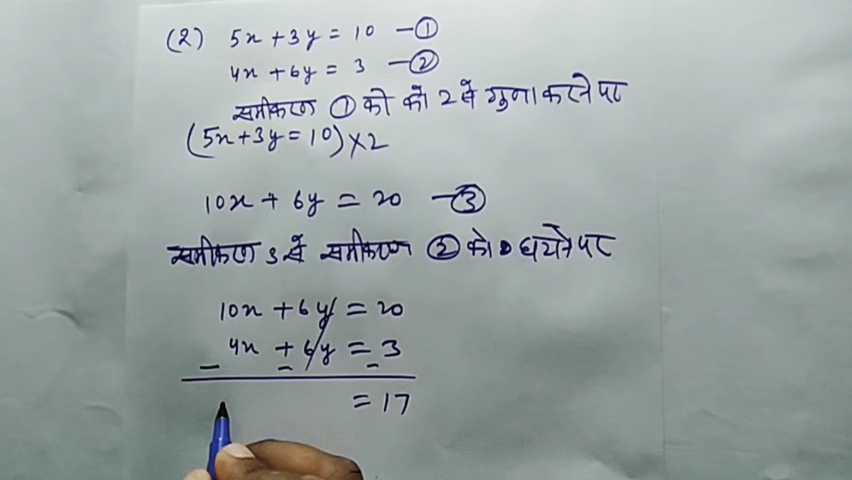 (2) 5x + 3y = 10 — ①
4x + 6y = 3 — ②
समीकरण ① को को 2 से गुणा करने पर
(5x + 3y = 10) × 2
10x + 6y = 20 — ③
समीकरण 3 से समीकरण ② को घटाने पर
10x + 6y = 20
4x + 6y = 3
— — —
= 17